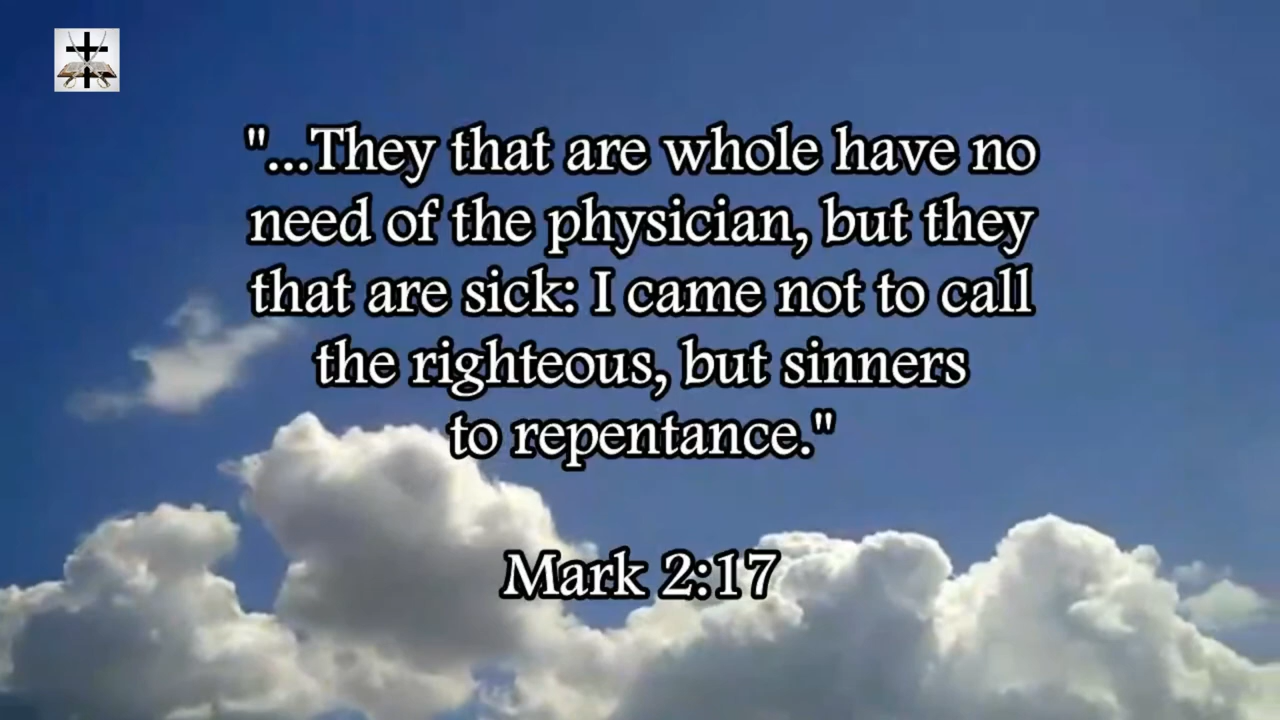 "...They that are whole have no
need of the physician, but they
that are sick: I came not to call
the righteous, but sinners
to repentance."
Mark 2:17